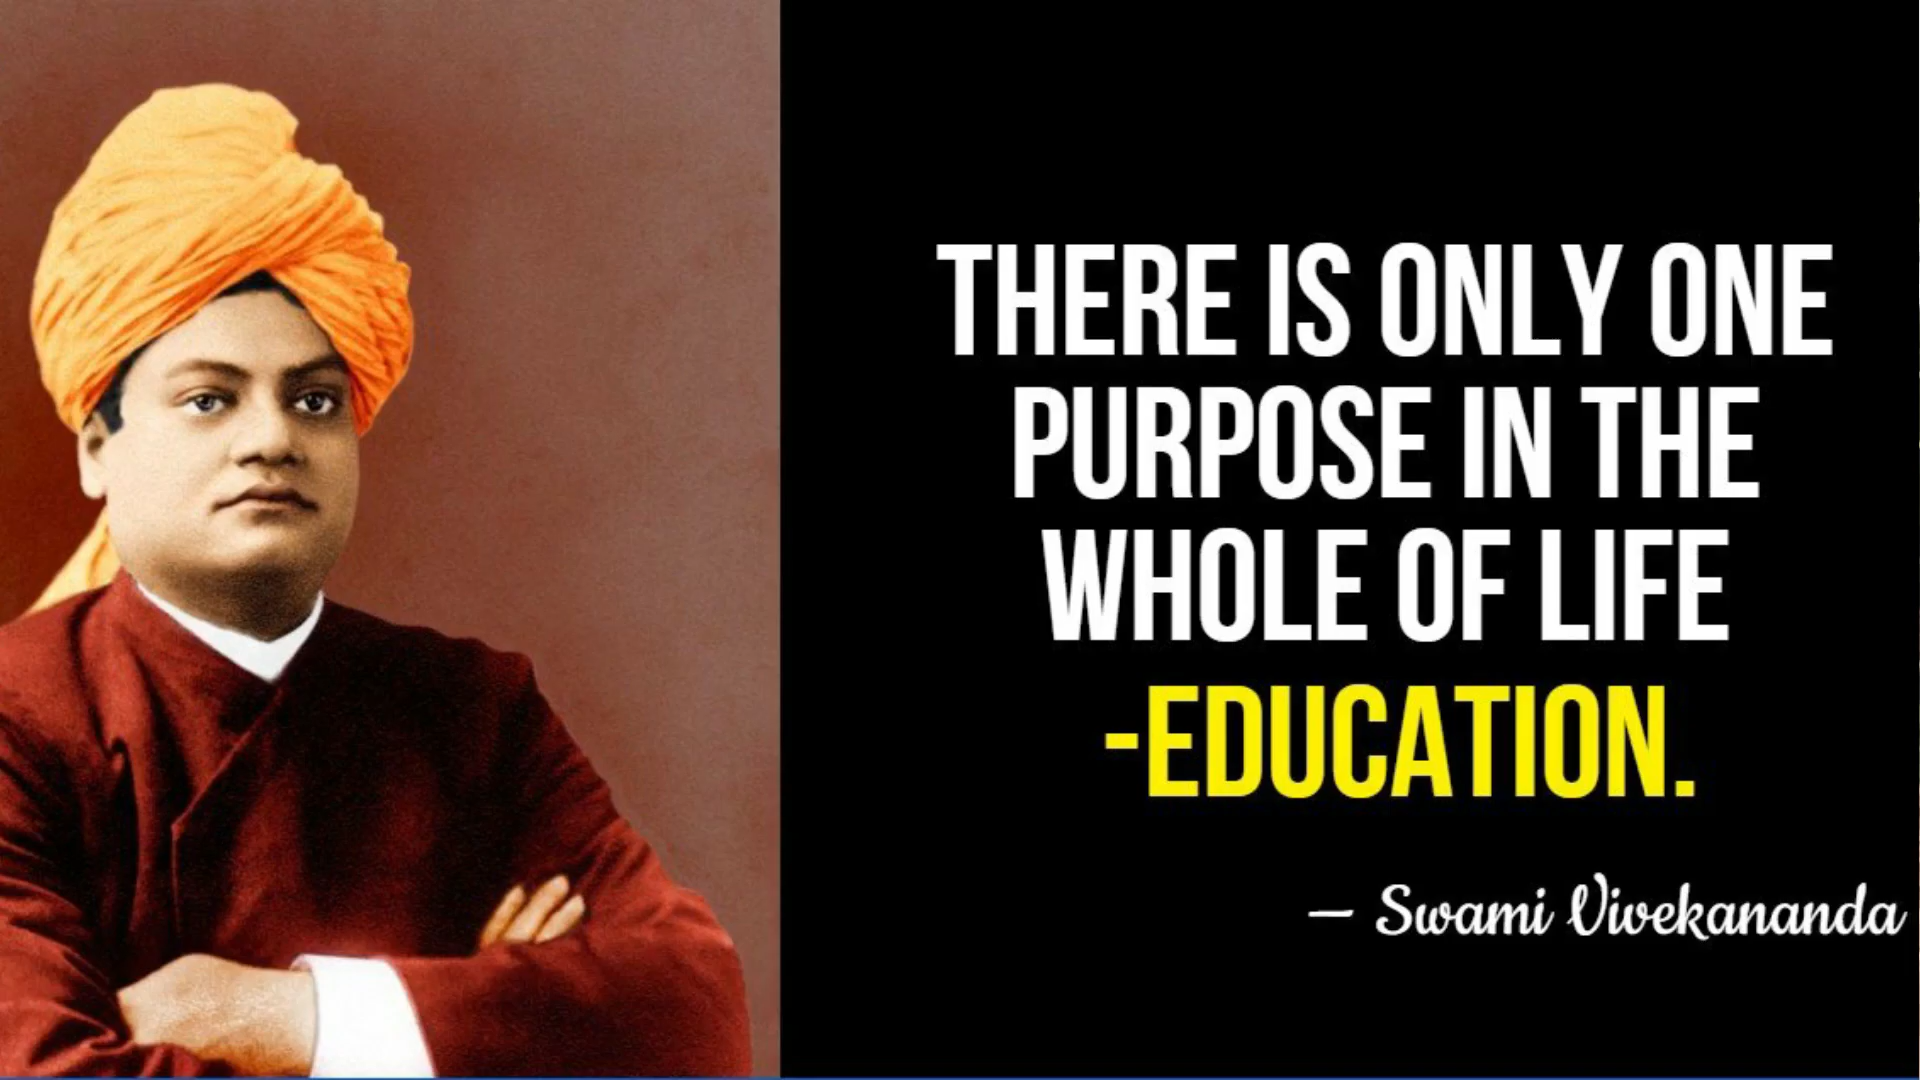 THERE IS ONLY ONE
PURPOSE IN THE
WHOLE OF LIFE
-EDUCATION.
— Swami Vivekananda